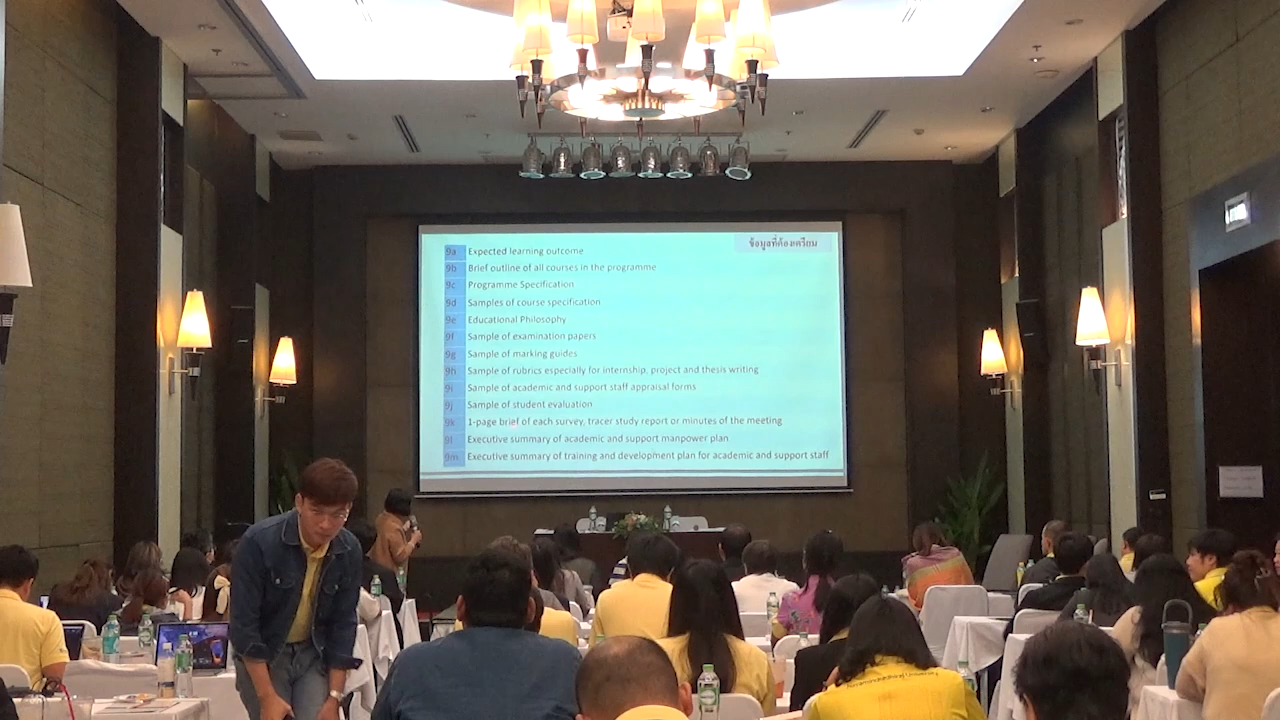 ข้อมูลที่ต้องเตรียม
9a Expected learning outcome
9b Brief outline of all courses in the programme
9c Programme Specification
9d Samples of course specification
9e Educational Philosophy
9f Sample of examination papers
9g Sample of marking guides
9h Sample of rubrics especially for internship, project and thesis writing
9i Sample of academic and support staff appraisal forms
9j Sample of student evaluation
9k 1-page brief of each survey, tracer study report or minutes of the meeting
9l Executive summary of academic and support manpower plan
9m Executive summary of training and development plan for academic and support staff
University